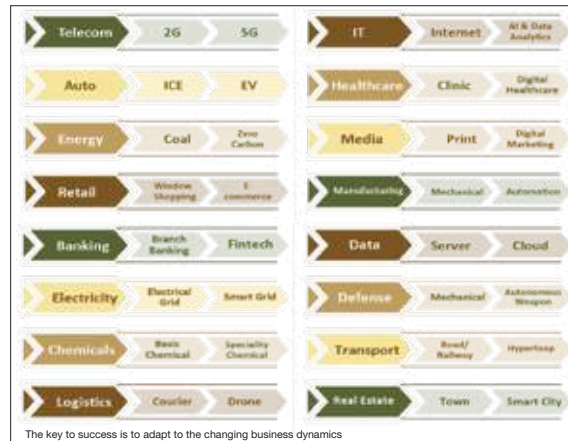 Telecom 2G 5G
Auto ICE EV
Energy Coal Zero
Carbon
Retail Window
Shopping E
commerce
Banking Branch
Banking Fintech
Electricity Electrical
Grid Smart Grid
Chemicals Basic
Chemical Speciality
Chemical
Logistics Courier Drone
IT Internet AI & Data
Analytics
Healthcare Clinic Digital
Healthcare
Media Print Digital
Marketing
Manufacturing Mechanical Automation
Data Server Cloud
Defense Mechanical Autonomous
Weapon
Transport Road/
Railway Hyperloop
Real Estate Town Smart City
The key to success is to adapt to the changing business dynamics